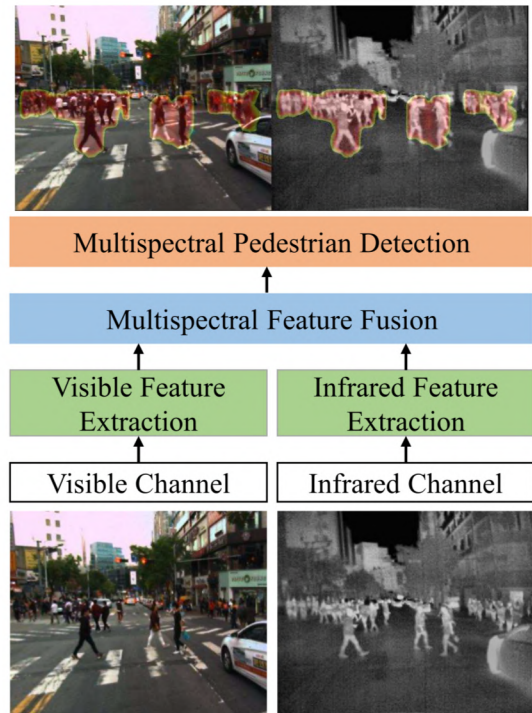 Multispectral Pedestrian Detection
Multispectral Feature Fusion
Visible Feature
Extraction
Infrared Feature
Extraction
Visible Channel
Infrared Channel